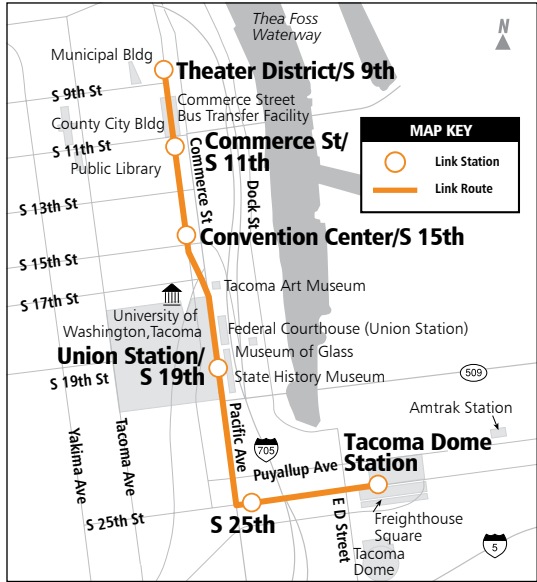 Thea Foss
Waterway
N
Municipal Bldg
Theater District/S 9th
S 9th St
Commerce Street
Bus Transfer Facility
County City Bldg
MAP KEY
Link Station
Link Route
S 11th St
Commerce St/
S 11th
Public Library
Commerce St
Dock St
S 13th St
Convention Center/S 15th
S 15th St
S 17th St
Tacoma Art Museum
University of
Washington,Tacoma
Federal Courthouse (Union Station)
Union Station/
S 19th
Museum of Glass
State History Museum
S 19th St
509
Amtrak Station
Yakima Ave
Tacoma Ave
Pacific Ave
705
Tacoma Dome
Station
Puyallup Ave
S 25th St
S 25th
E D Street
Freighthouse
Square
5
Tacoma
Dome